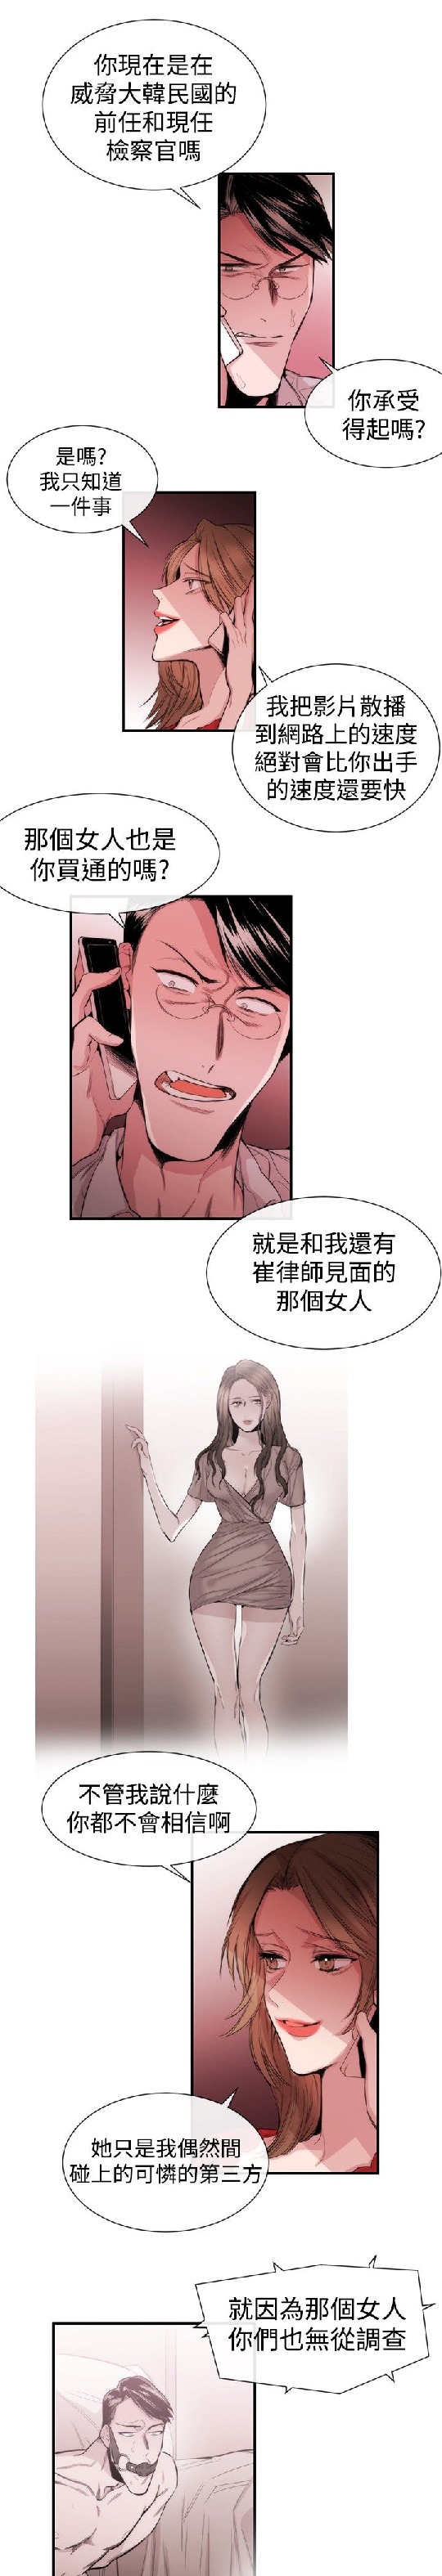 你現在是在
威脅大韓民國的
前任和現任
檢察官嗎
你承受
得起嗎?
是嗎?
我只知道
一件事
我把影片散播
到網路上的速度
絕對會比你出手
的速度還要快
那個女人也是
你買通的嗎?
就是和我還有
崔律師見面的
那個女人
不管我說什麼
你都不會相信啊
她只是我偶然間
碰上的可憐的第三方
就因為那個女人
你們也無從調查